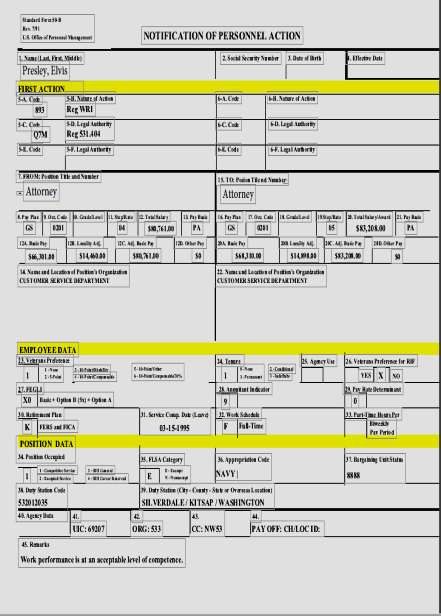 Standard Form 50-B
Rev. 7/91
U.S. Office of Personnel Management
NOTIFICATION OF PERSONNEL ACTION
1. Name (Last, First, Middle)
Presley, Elvis
2. Social Security Number
3. Date of Birth
4. Effective Date
FIRST ACTION
5-A. Code
893
5-B. Nature of Action
Reg WRI
6-A. Code
6-B. Nature of Action
5-C. Code
Q7M
5-D. Legal Authority
Reg 531.404
6-C. Code
6-D. Legal Authority
5-E. Code
5-F. Legal Authority
6-E. Code
6-F. Legal Authority
7. FROM: Position Title and Number
Attorney
15. TO: Position Title and Number
Attorney
8. Pay Plan
GS
9. Occ. Code
0201
10. Grade/Level
11. Step/Rate
04
12. Total Salary
$80,761.00
13. Pay Basis
PA
16. Pay Plan
GS
17. Occ. Code
0201
18. Grade/Level
19. Step/Rate
05
20. Total Salary/Award
$83,208.00
21. Pay Basis
PA
12A. Basic Pay
$66,301.00
12B. Locality Adj.
$14,460.00
12C. Adj. Basic Pay
$80,761.00
12D. Other Pay
$0
20A. Basic Pay
$68,310.00
20B. Locality Adj.
$14,898.00
20C. Adj. Basic Pay
$83,208.00
20D. Other Pay
$0
14. Name and Location of Position's Organization
CUSTOMER SERVICE DEPARTMENT
22. Name and Location of Position's Organization
CUSTOMER SERVICE DEPARTMENT
EMPLOYEE DATA
23. Veterans Preference
1
1 - None
2 - 5-Point
3 - 10-Point/Disability
4 - 10-Point/Compensable
5 - 10-Point/Other
6 - 10-Point/Compensable/30%
24. Tenure
1
0 - None
1 - Permanent
2 - Conditional
3 - Indefinite
25. Agency Use
26. Veterans Preference for RIF
YES X NO
27. FEGLI
X0 Basic + Option B (5x) + Option A
28. Annuitant Indicator
9
29. Pay Rate Determinant
0
30. Retirement Plan
K FERS and FICA
31. Service Comp. Date (Leave)
03-15-1995
32. Work Schedule
F Full-Time
33. Part-Time Hours Per
Biweekly
Pay Period
POSITION DATA
34. Position Occupied
1
1 - Competitive Service
2 - Excepted Service
3 - SES General
4 - SES Career Reserved
35. FLSA Category
E
E - Exempt
N - Nonexempt
36. Appropriation Code
NAVY
37. Bargaining Unit Status
8888
38. Duty Station Code
532012035
39. Duty Station (City - County - State or Overseas Location)
SILVERDALE / KITSAP / WASHINGTON
40. Agency Data
41.
UIC: 69207
42.
ORG: 533
43.
CC: NW53
44.
PAY OFF: CH/LOC ID:
45. Remarks
Work performance is at an acceptable level of competence.